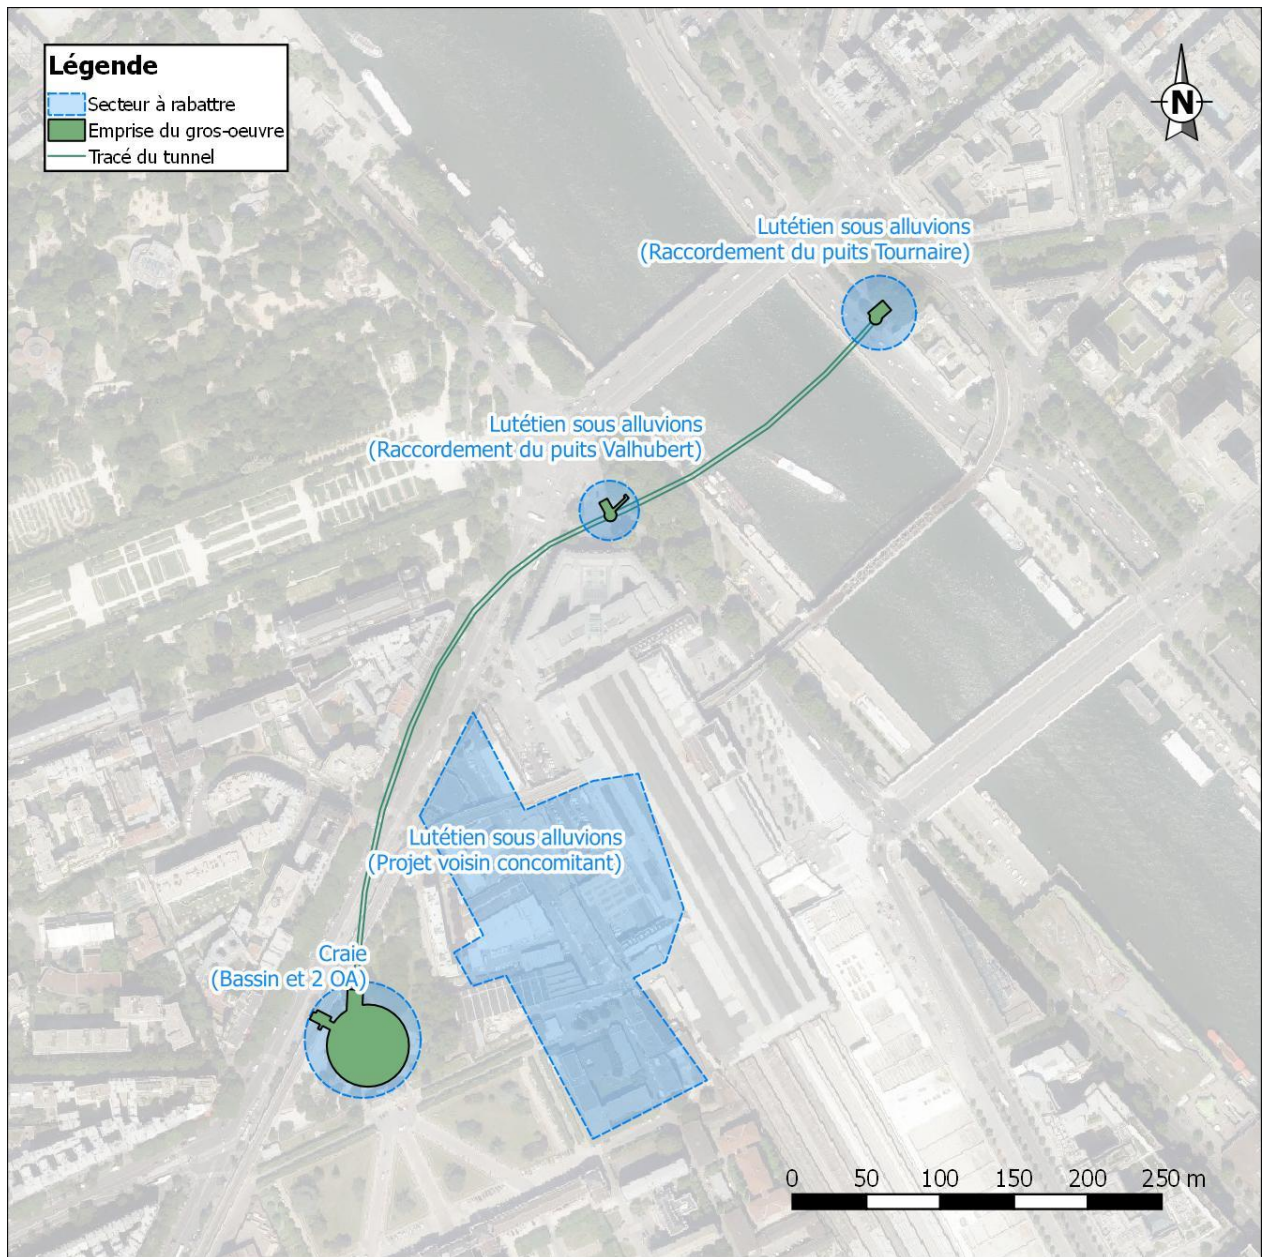 Légende
Secteur à rabattre
Emprise du gros-oeuvre
Tracé du tunnel
N
Lutétien sous alluvions
(Raccordement du puits Tournaire)
Lutétien sous alluvions
(Raccordement du puits Valhubert)
Lutétien sous alluvions
(Projet voisin concomitant)
Craie
(Bassin et 2 OA)
0 50 100 150 200 250 m